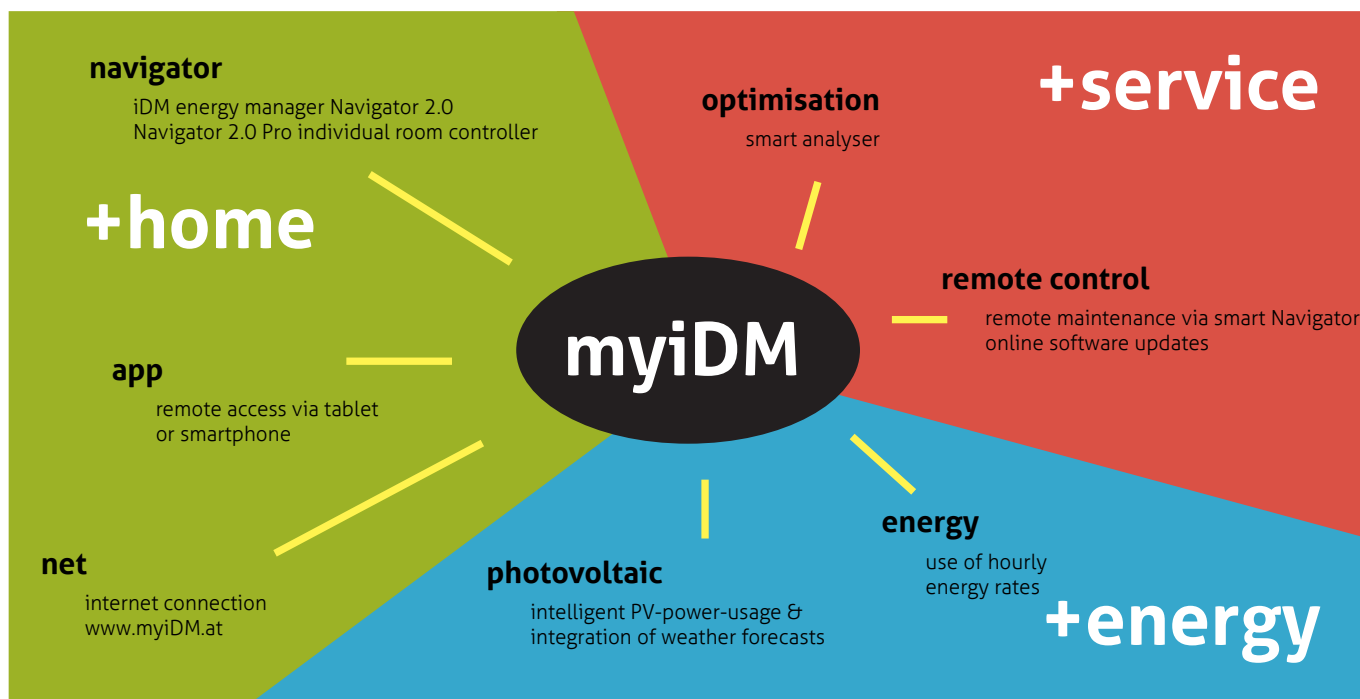 navigator
iDM energy manager Navigator 2.0
Navigator 2.0 Pro individual room controller
+home
app
remote access via tablet
or smartphone
net
internet connection
www.myiDM.at
myiDM
+service
optimisation
smart analyser
remote control
remote maintenance via smart Navigator
online software updates
photovoltaic
intelligent PV-power-usage &
integration of weather forecasts
energy
use of hourly
energy rates
+energy